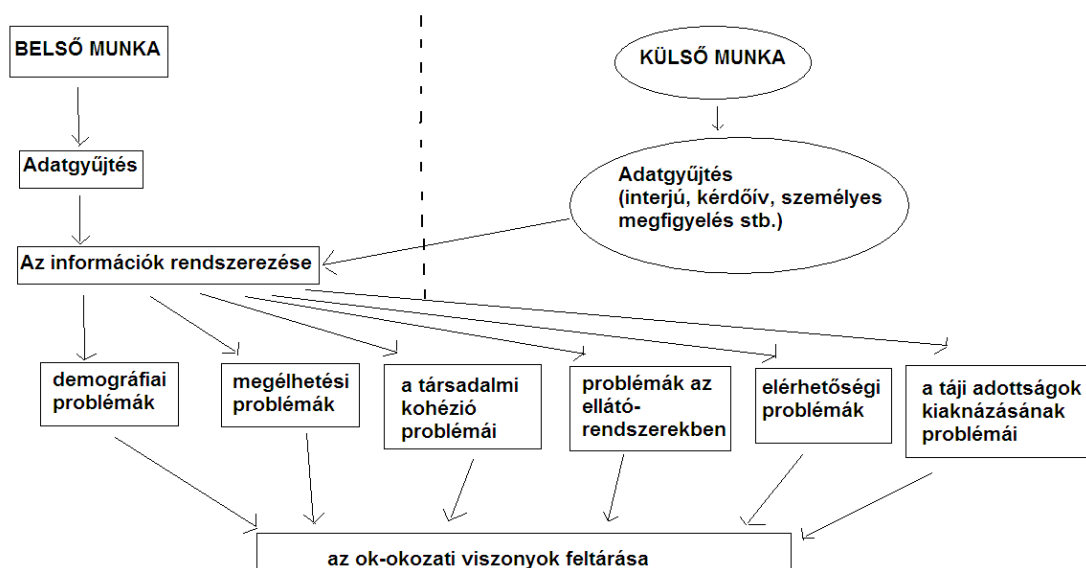 BELSŐ MUNKA
KÜLSŐ MUNKA
Adatgyűjtés
Adatgyűjtés
(interjú, kérdőív, személyes
megfigyelés stb.)
Az információk rendszerezése
demográfiai
problémák
megélhetési
problémák
a társadalmi
kohézió
problémái
problémák az
ellátó-
rendszerekben
elérhetőségi
problémák
a táji adottságok
kiaknázásának
problémái
az ok-okozati viszonyok feltárása